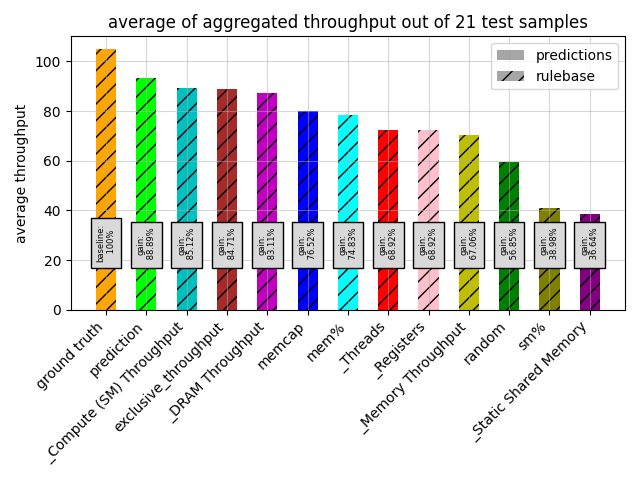 average of aggregated throughput out of 21 test samples
predictions
rulebase
average throughput
100
80
60
40
20
0
baseline:
100%
gain:
88.89%
gain:
85.12%
gain:
84.71%
gain:
83.11%
gain:
76.52%
gain:
74.83%
gain:
68.92%
gain:
68.92%
gain:
67.06%
gain:
56.85%
gain:
38.98%
gain:
36.64%
ground truth
prediction
_Compute (SM) Throughput
exclusive_throughput
_DRAM Throughput
memcap
mem%
_Threads
_Registers
_Memory Throughput
random
sm%
_Static Shared Memory